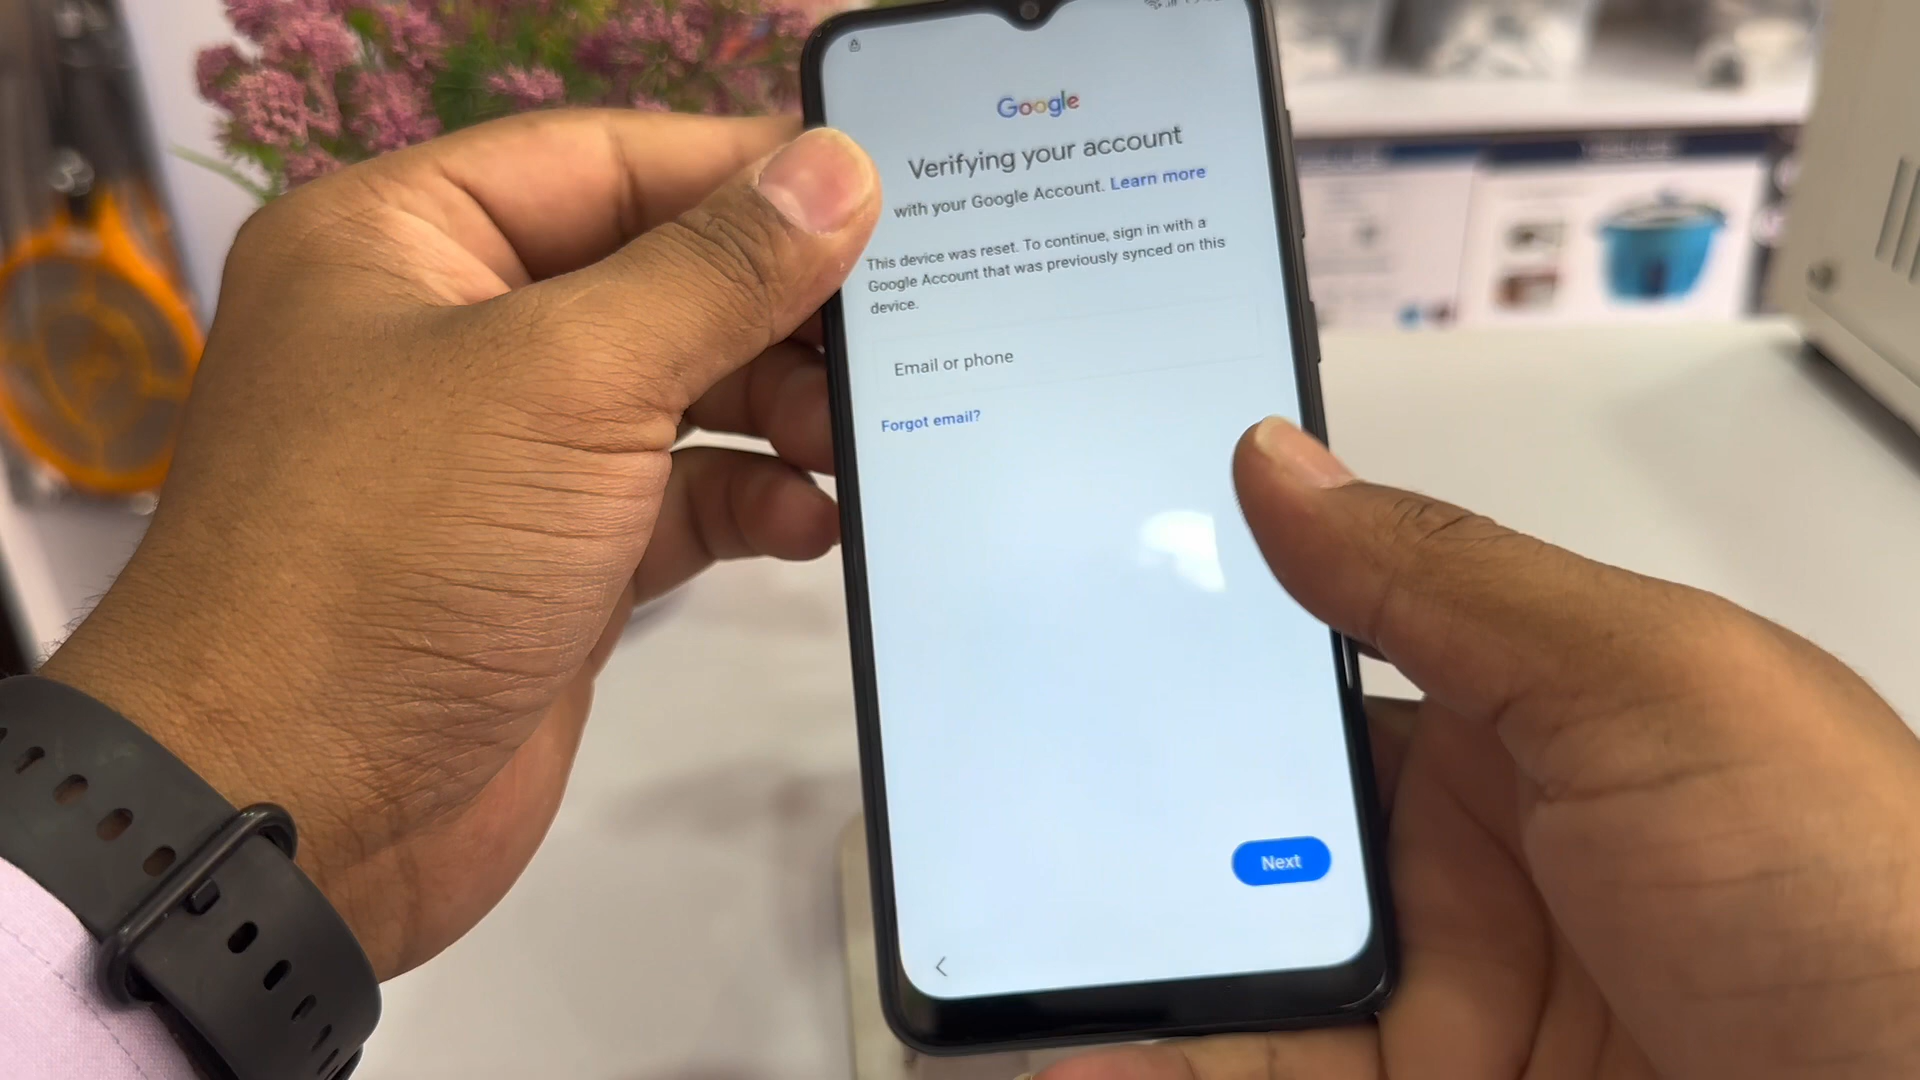 Google
Verifying your account
with your Google Account. Learn more
This device was reset. To continue, sign in with a
Google Account that was previously synced on this
device.
Email or phone
Forgot email?
Next